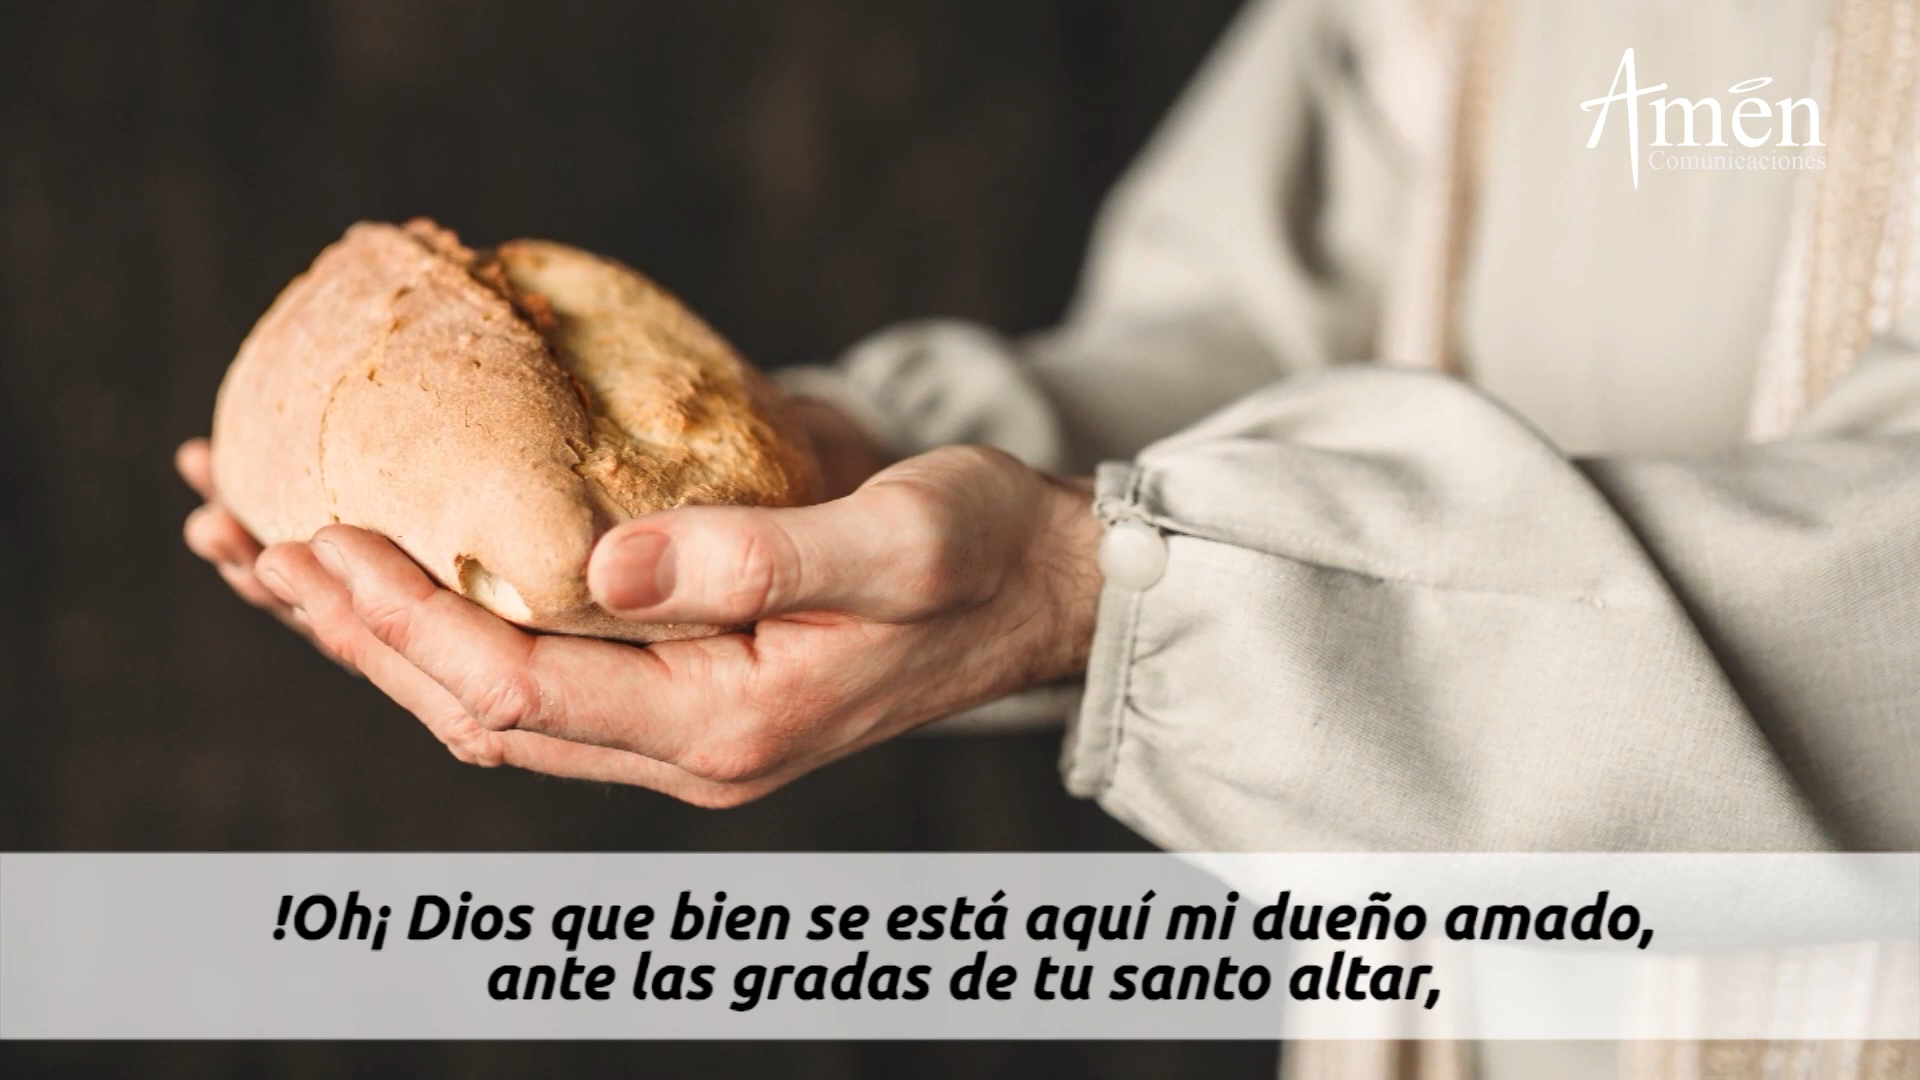 Amén
Comunicaciones
!Oh¡ Dios que bien se está aquí mi dueño amado,
ante las gradas de tu santo altar,